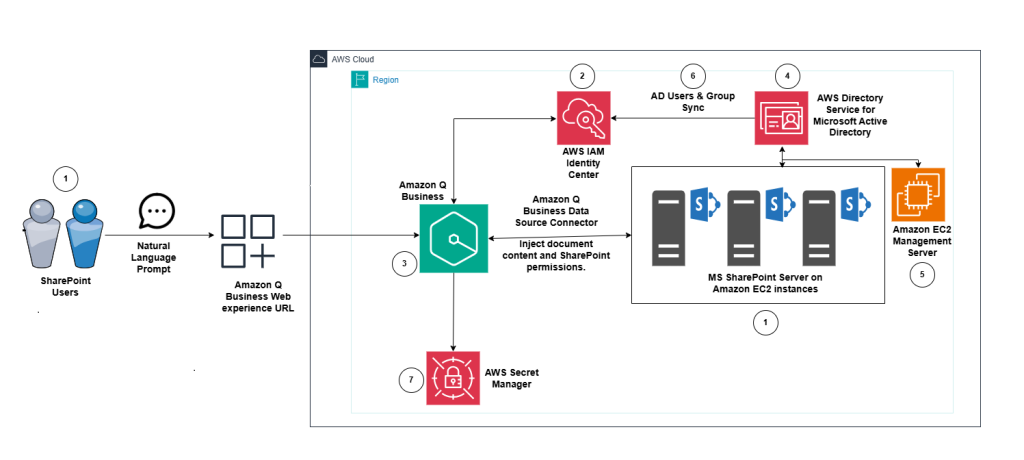 AWS Cloud
Region
1
SharePoint
Users
Natural
Language
Prompt
Amazon Q
Business Web
experience URL
Amazon Q
Business
3
2
AWS IAM
Identity
Center
6
AD Users & Group
Sync
4
AWS Directory
Service for
Microsoft Active
Directory
Amazon Q
Business Data
Source Connector
Inject document
content and SharePoint
permissions.
S
S
S
MS SharePoint Server on
Amazon EC2 instances
1
Amazon EC2
Management
Server
5
7
AWS Secret
Manager